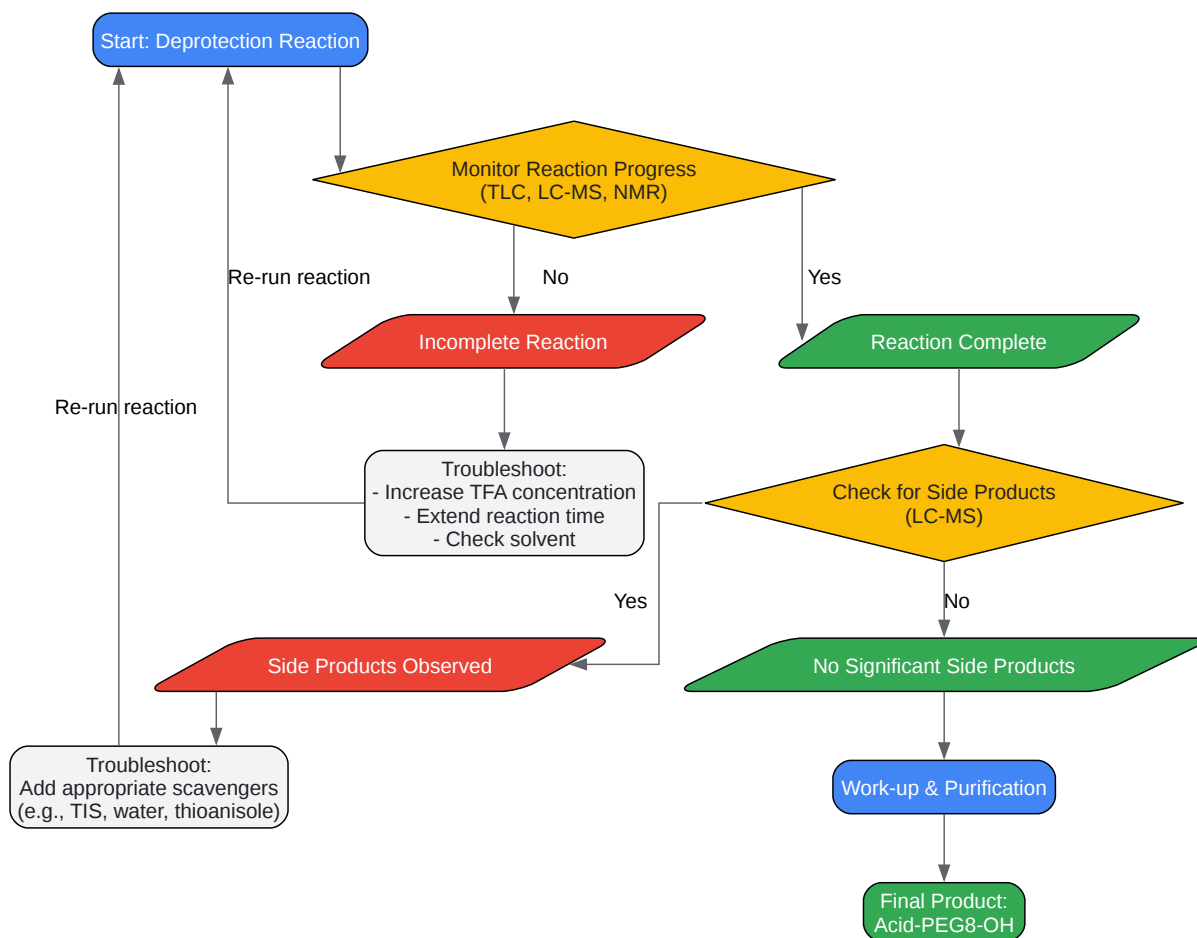 Start: Deprotection Reaction
Monitor Reaction Progress
(TLC, LC-MS, NMR)
Re-run reaction
No
Yes
Incomplete Reaction
Reaction Complete
Re-run reaction
Troubleshoot:
- Increase TFA concentration
- Extend reaction time
- Check solvent
Check for Side Products
(LC-MS)
Yes
No
Side Products Observed
No Significant Side Products
Troubleshoot:
Add appropriate scavengers
(e.g., TIS, water, thioanisole)
Work-up & Purification
Final Product:
Acid-PEG8-OH